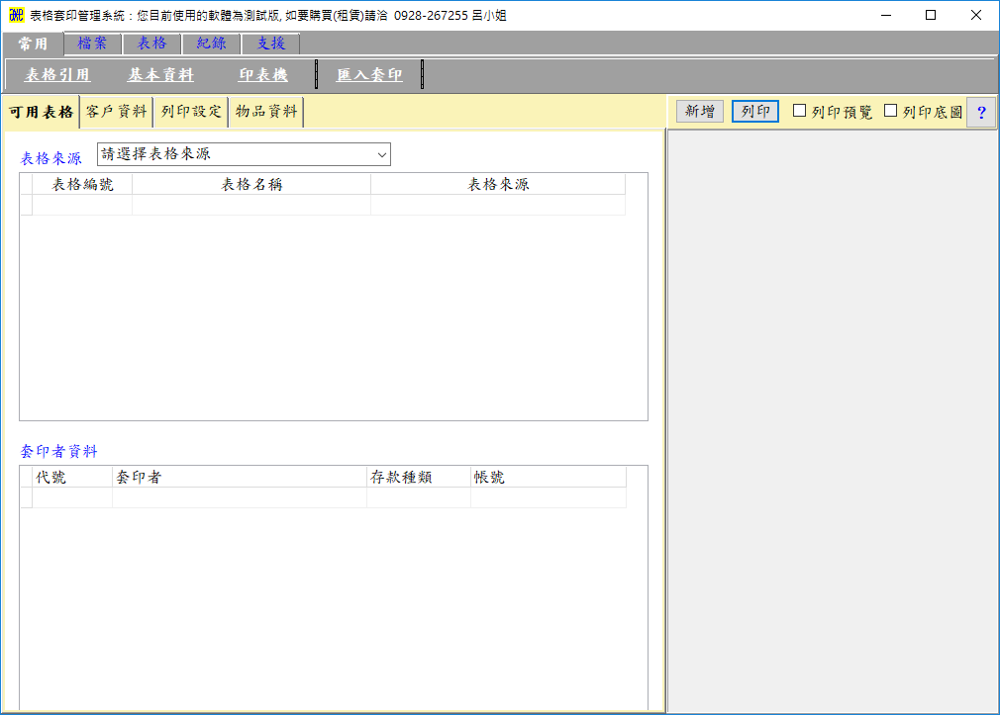 表格套印管理系統：您目前使用的軟體為測試版, 如要購買(租賃)請洽 0928-267255 呂小姐
常用 檔案 表格 紀錄 支援
表格引用 基本資料 印表機 匯入套印
可用表格 客戶資料 列印設定 物品資料 新增 列印 列印預覽 列印底圖 ?
表格來源 請選擇表格來源
表格編號 表格名稱 表格來源
套印者資料
代號 套印者 存款種類 帳號